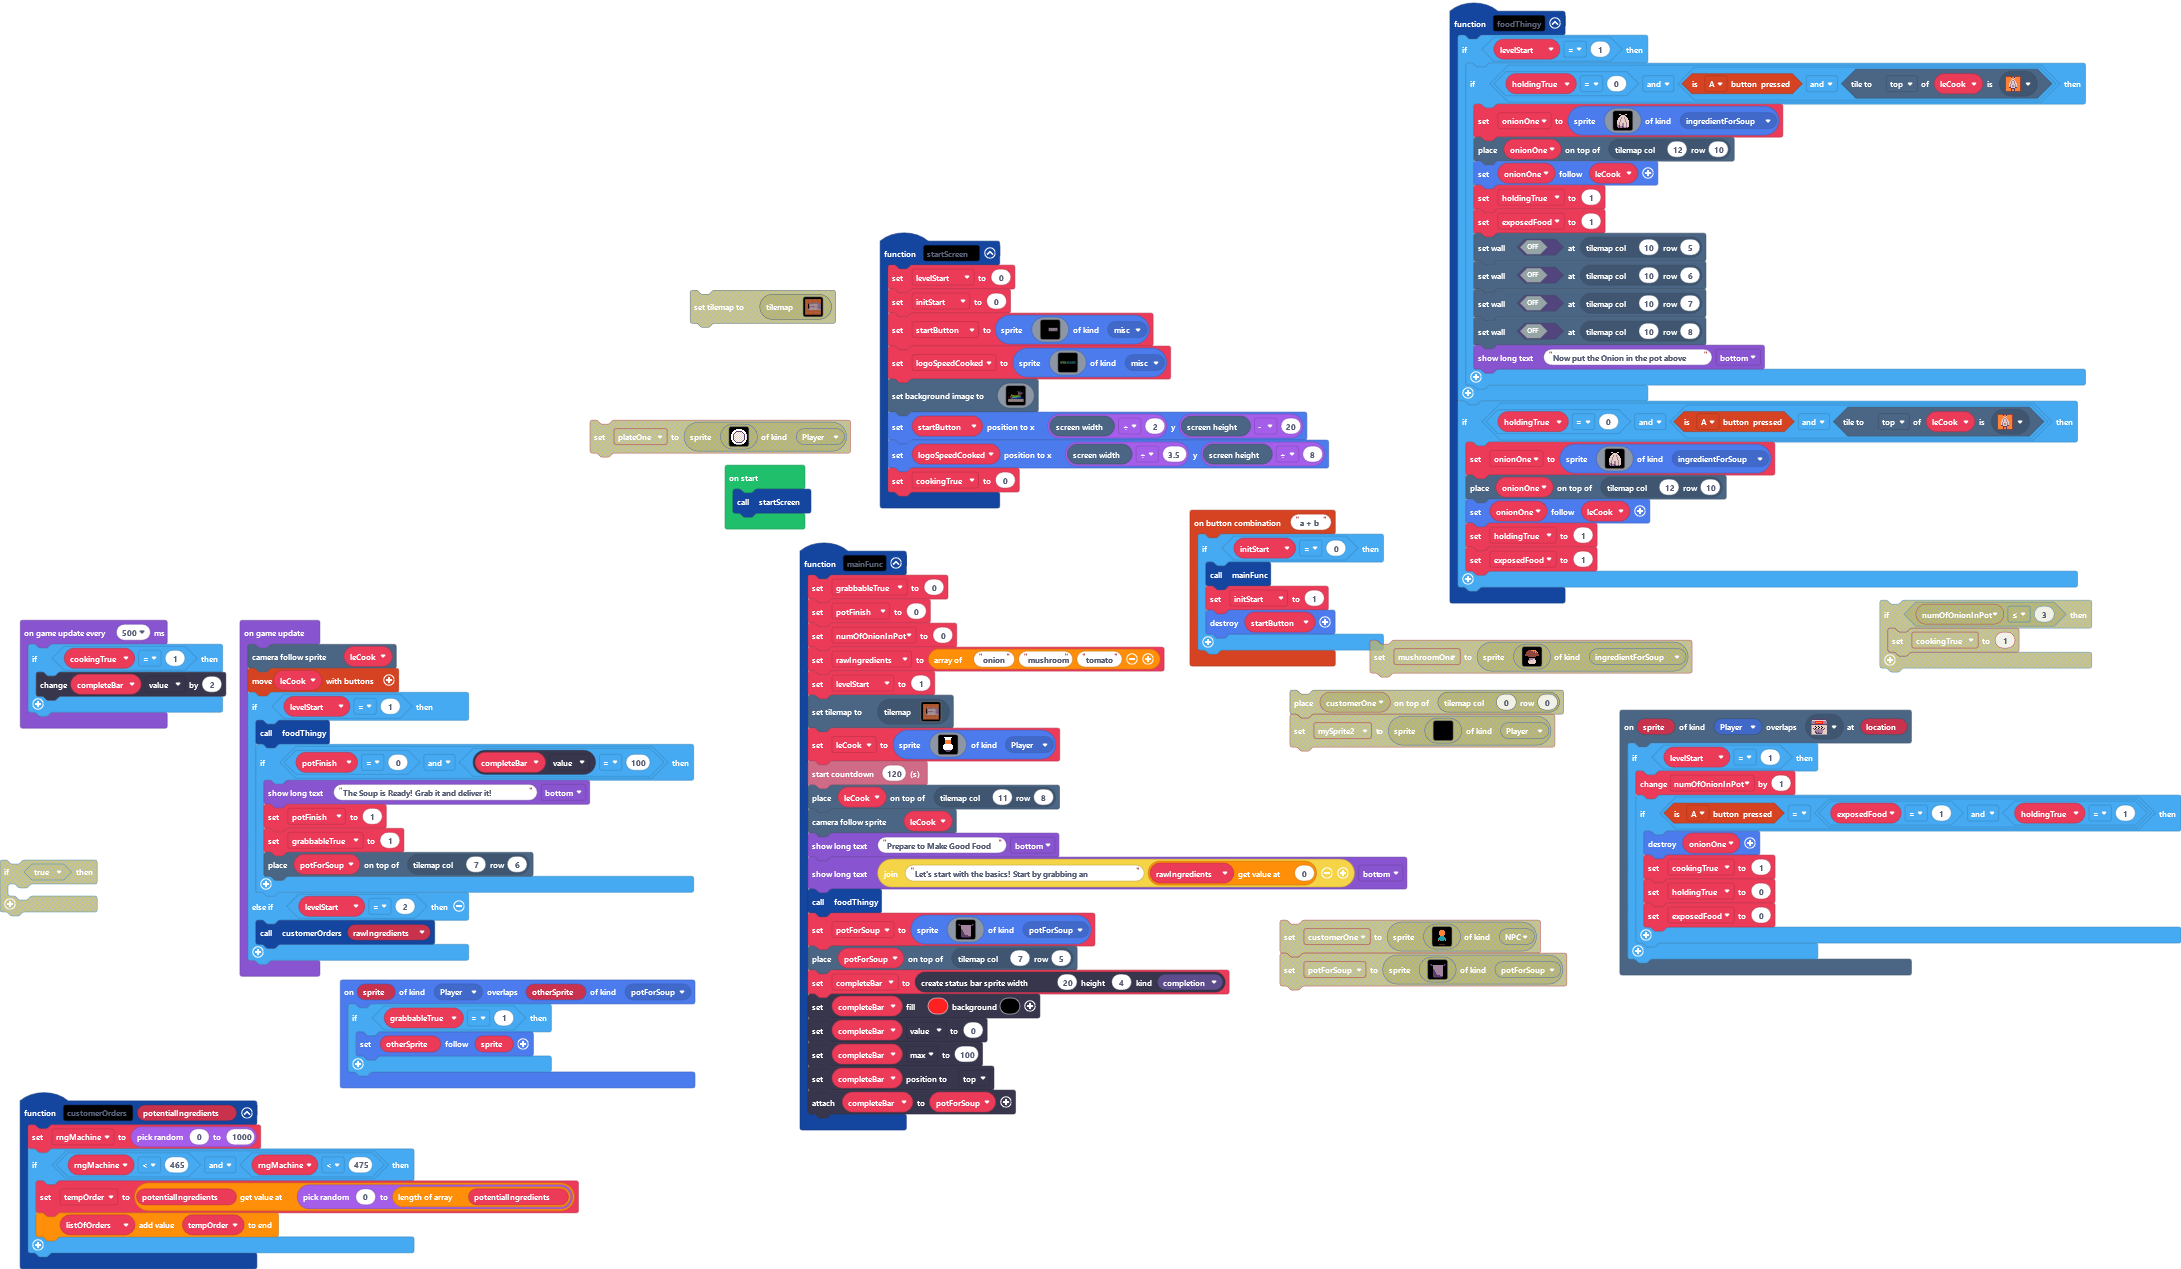 function foodThingy
if levelStart = 1 then
if holdingTrue = 0 and is A button pressed and tile to top of leCook is then
set onionOne to sprite of kind ingredientForSoup
place onionOne on top of tilemap col 12 row 10
set onionOne follow leCook
set holdingTrue to 1
set exposedFood to 1
set wall OFF at tilemap col 10 row 5
set wall OFF at tilemap col 10 row 6
set wall OFF at tilemap col 10 row 7
set wall OFF at tilemap col 10 row 8
show long text "Now put the Onion in the pot above" bottom
if holdingTrue = 0 and is A button pressed and tile to top of leCook is then
set onionOne to sprite of kind ingredientForSoup
place onionOne on top of tilemap col 12 row 10
set onionOne follow leCook
set holdingTrue to 1
set exposedFood to 1
function startScreen
set levelStart to 0
set initStart to 0
set startButton to sprite of kind misc
set logoSpeedCooked to sprite of kind misc
set background image to
set startButton position to x screen width ÷ 2 y screen height - 20
set logoSpeedCooked position to x screen width ÷ 3.5 y screen height ÷ 8
set cookingTrue to 0
set tilemap to tilemap
set plateOne to sprite of kind Player
on start
call startScreen
on button combination "a + b"
if initStart = 0 then
call mainFunc
set initStart to 1
destroy startButton
function mainFunc
set grabbableTrue to 0
set potFinish to 0
set numOfOnionInPot to 0
set rawIngredients to array of "onion" "mushroom" "tomato"
set levelStart to 1
set tilemap to tilemap
set leCook to sprite of kind Player
start countdown 120 (s)
place leCook on top of tilemap col 11 row 8
camera follow sprite leCook
show long text "Prepare to Make Good Food" bottom
show long text join "Let's start with the basics! Start by grabbing an " rawIngredients get value at 0 bottom
call foodThingy
set potForSoup to sprite of kind potForSoup
place potForSoup on top of tilemap col 7 row 5
set completeBar to create status bar sprite width 20 height 4 kind completion
set completeBar fill background
set completeBar value to 0
set completeBar max to 100
set completeBar position to top
attach completeBar to potForSoup
on game update every 500 ms
if cookingTrue = 1 then
change completeBar value by 2
on game update
camera follow sprite leCook
move leCook with buttons
if levelStart = 1 then
call foodThingy
if potFinish = 0 and completeBar value = 100 then
show long text "The Soup is Ready! Grab it and deliver it!" bottom
set potFinish to 1
set grabbableTrue to 1
place potForSoup on top of tilemap col 7 row 6
else if levelStart = 2 then
call customerOrders rawIngredients
if true then
on sprite of kind Player overlaps otherSprite of kind potForSoup
if grabbableTrue = 1 then
set otherSprite follow sprite
function customerOrders potentialIngredients
set rngMachine to pick random 0 to 1000
if rngMachine < 465 and rngMachine < 475 then
set tempOrder to potentialIngredients get value at pick random 0 to length of array potentialIngredients
listOfOrders add value tempOrder to end
if numOfOnionInPot ≤ 3 then
set cookingTrue to 1
set mushroomOne to sprite of kind ingredientForSoup
place customerOne on top of tilemap col 0 row 0
set mySprite2 to sprite of kind Player
set customerOne to sprite of kind NPC
set potForSoup to sprite of kind potForSoup
on sprite of kind Player overlaps at location
if levelStart = 1 then
change numOfOnionInPot by 1
if is A button pressed = exposedFood = 1 and holdingTrue = 1 then
destroy onionOne
set cookingTrue to 1
set holdingTrue to 0
set exposedFood to 0